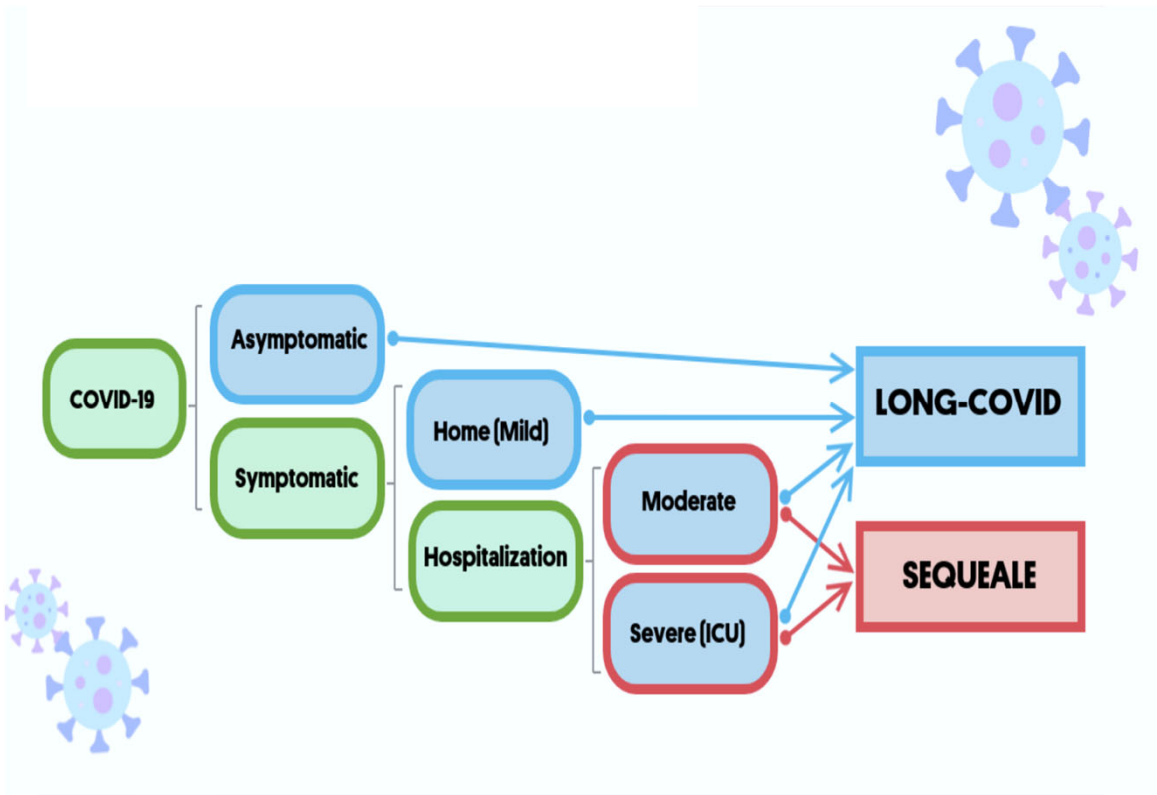 COVID-19
Asymptomatic
Symptomatic
Home (Mild)
Hospitalization
Moderate
Severe (ICU)
LONG-COVID
SEQUEALE